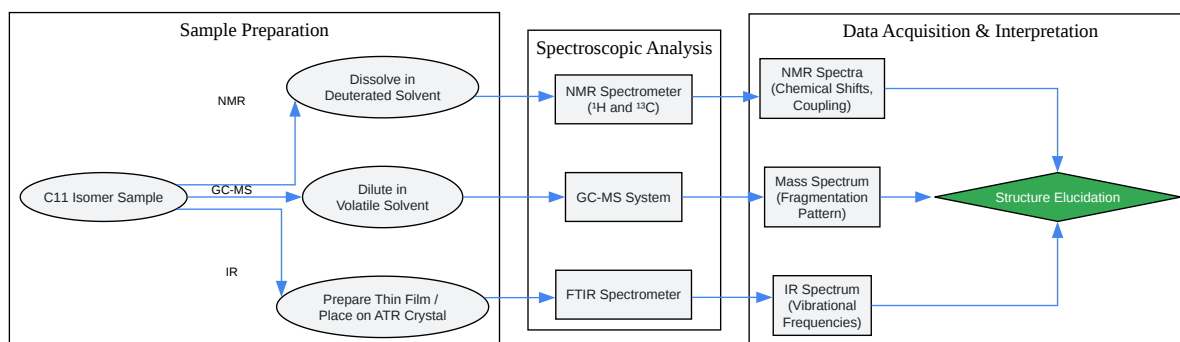 Sample Preparation
NMR
Dissolve in
Deuterated Solvent
C11 Isomer Sample
GC-MS
Dilute in
Volatile Solvent
IR
Prepare Thin Film /
Place on ATR Crystal
Spectroscopic Analysis
NMR Spectrometer
(¹H and ¹³C)
GC-MS System
FTIR Spectrometer
Data Acquisition & Interpretation
NMR Spectra
(Chemical Shifts,
Coupling)
Mass Spectrum
(Fragmentation
Pattern)
IR Spectrum
(Vibrational
Frequencies)
Structure Elucidation